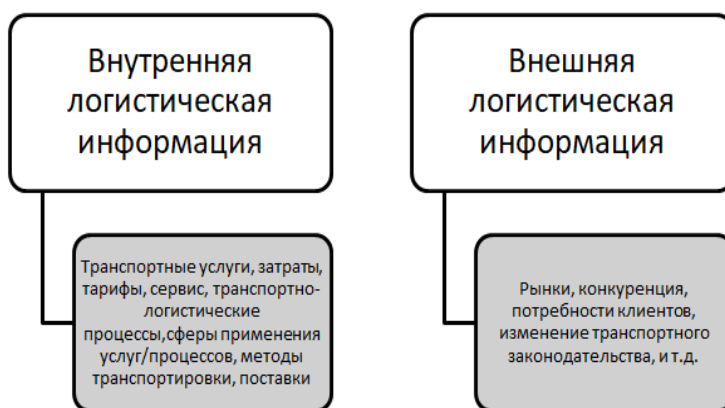 Внутренняя
логистическая
информация
Транспортные услуги, затраты,
тарифы, сервис, транспортно-
логистические
процессы,сферы применения
услуг/процессов, методы
транспортировки, поставки
Внешняя
логистическая
информация
Рынки, конкуренция,
потребности клиентов,
изменение транспортного
законодательства, и т.д.